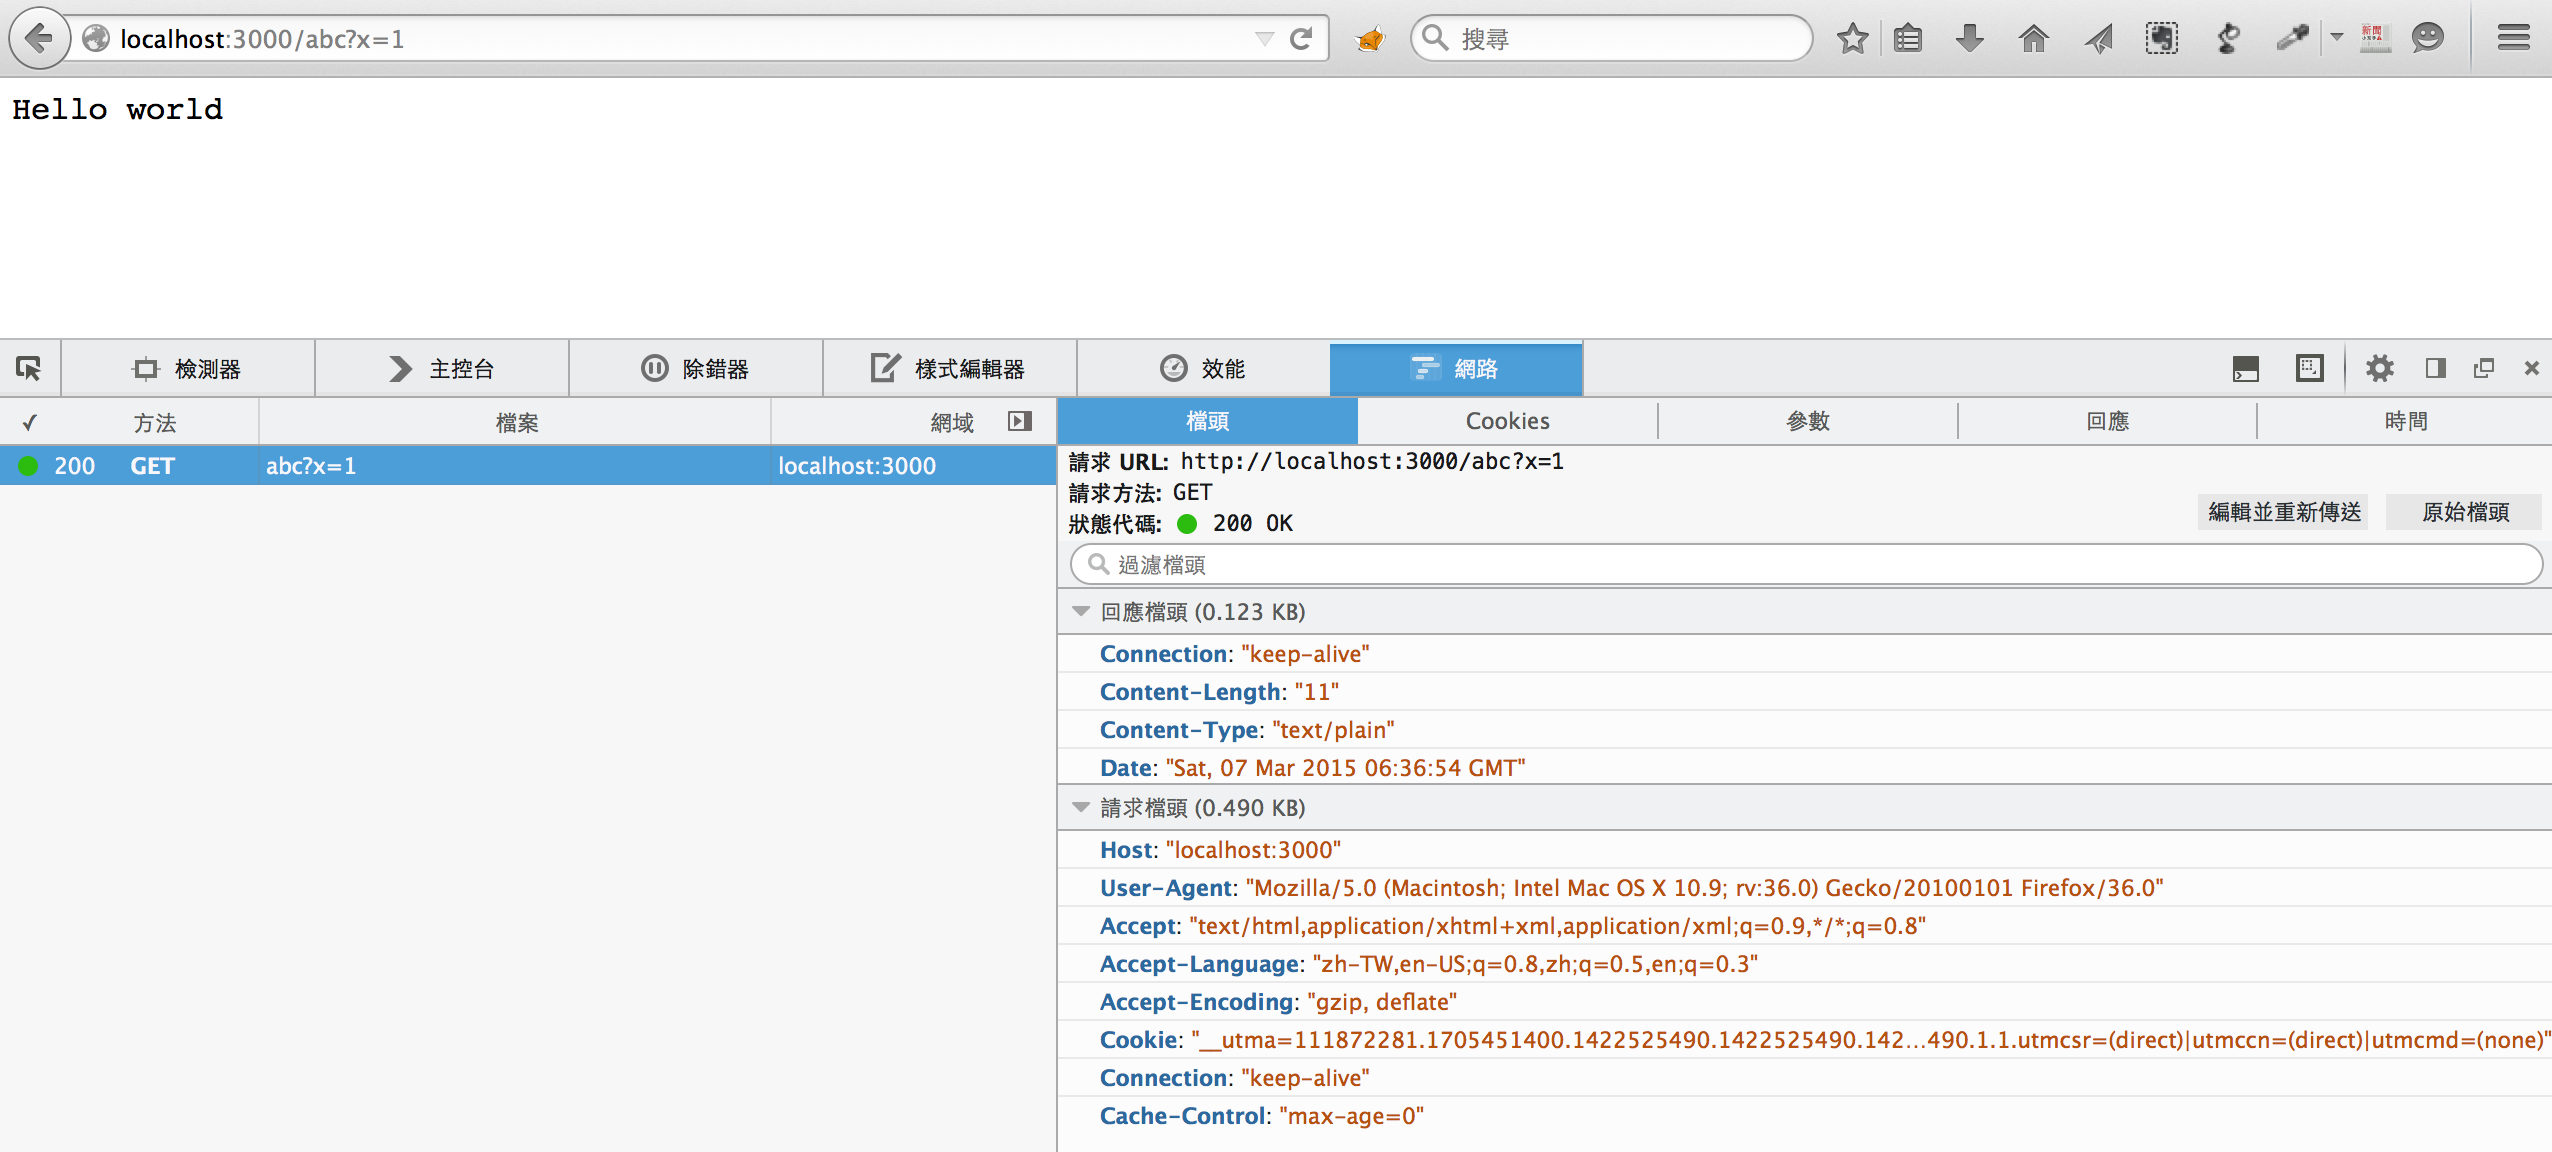 localhost:3000/abc?x=1
搜尋
新聞
Hello world
檢測器 主控台 除錯器 樣式編輯器 效能 網路
✓ 方法 檔案 網域
檔頭 Cookies 參數 回應 時間
200 GET abc?x=1 localhost:3000
請求 URL: http://localhost:3000/abc?x=1
請求方法: GET
狀態代碼: 200 OK
編輯並重新傳送 原始檔頭
過濾檔頭
回應檔頭 (0.123 KB)
Connection: "keep-alive"
Content-Length: "11"
Content-Type: "text/plain"
Date: "Sat, 07 Mar 2015 06:36:54 GMT"
請求檔頭 (0.490 KB)
Host: "localhost:3000"
User-Agent: "Mozilla/5.0 (Macintosh; Intel Mac OS X 10.9; rv:36.0) Gecko/20100101 Firefox/36.0"
Accept: "text/html,application/xhtml+xml,application/xml;q=0.9,*/*;q=0.8"
Accept-Language: "zh-TW,en-US;q=0.8,zh;q=0.5,en;q=0.3"
Accept-Encoding: "gzip, deflate"
Cookie: "__utma=111872281.1705451400.1422525490.1422525490.142…490.1.1.utmcsr=(direct)|utmccn=(direct)|utmcmd=(none)"
Connection: "keep-alive"
Cache-Control: "max-age=0"